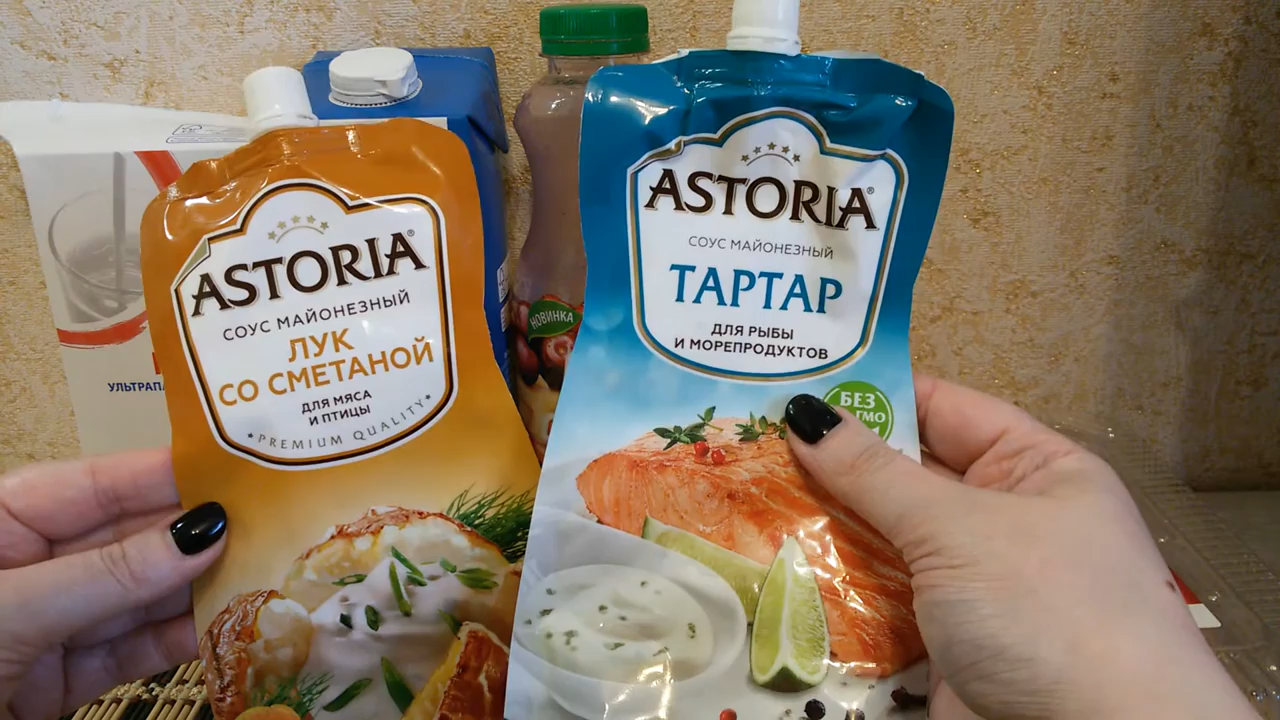 ASTORIA®
СОУС МАЙОНЕЗНЫЙ
ЛУК
СО СМЕТАНОЙ
ДЛЯ МЯСА
И ПТИЦЫ
*PREMIUM QUALITY*
ASTORIA®
СОУС МАЙОНЕЗНЫЙ
ТАРТАР
ДЛЯ РЫБЫ
И МОРЕПРОДУКТОВ
БЕЗ
ГМО
НОВИНКА